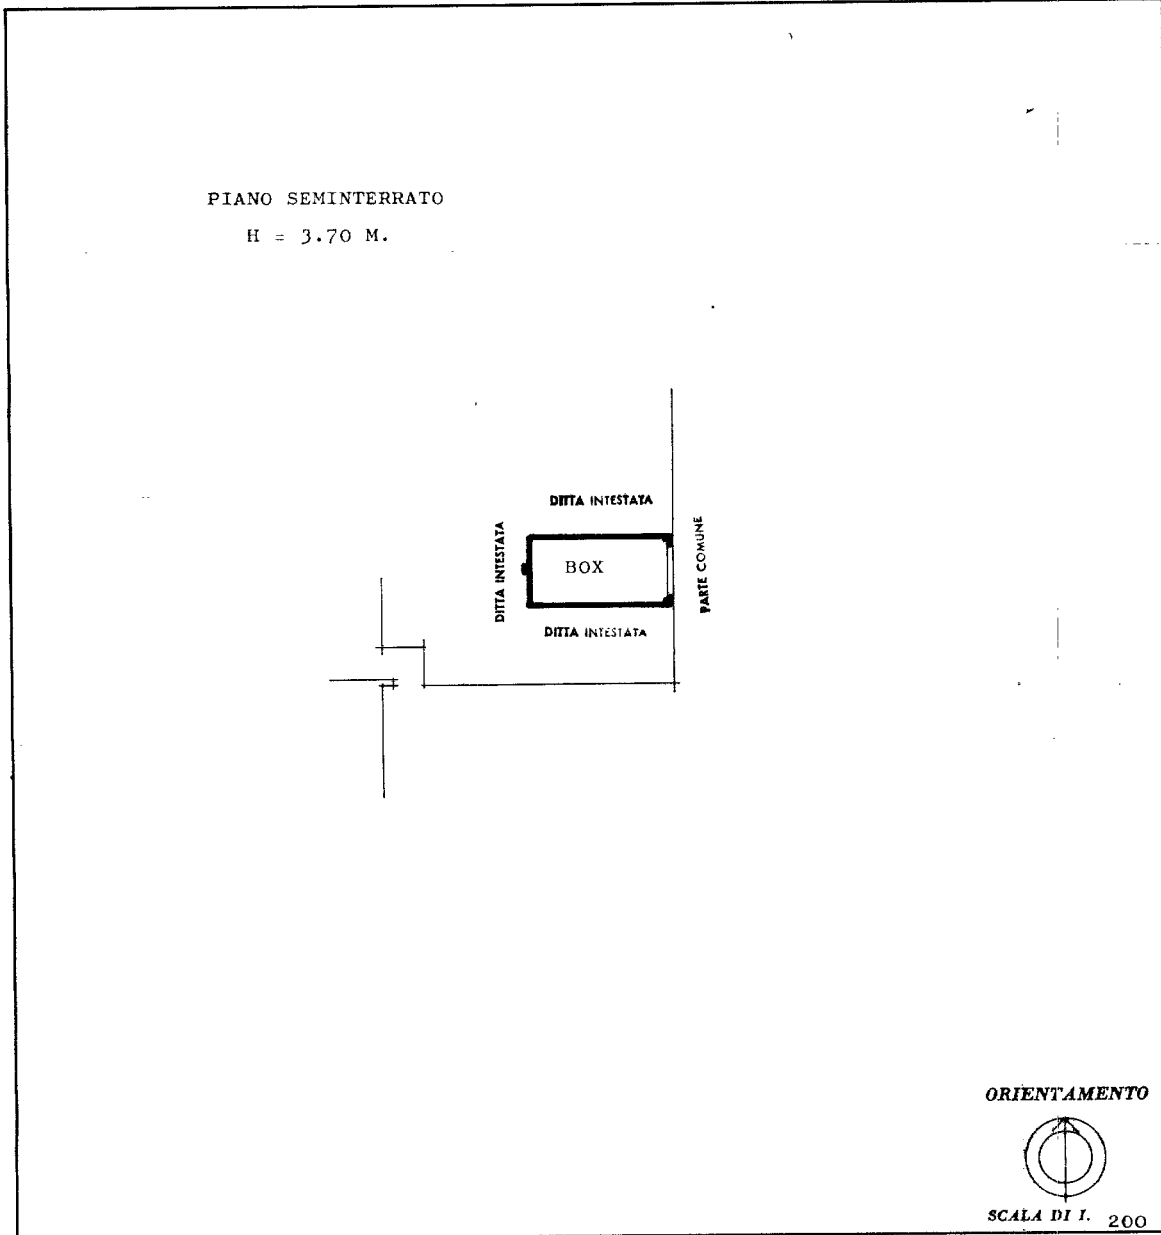 PIANO SEMINTERRATO
H = 3.70 M.
DITTA INTESTATA
DITTA INTESTATA
BOX
PARTE COMUNE
DITTA INTESTATA
ORIENTAMENTO
SCALA DI I. 200